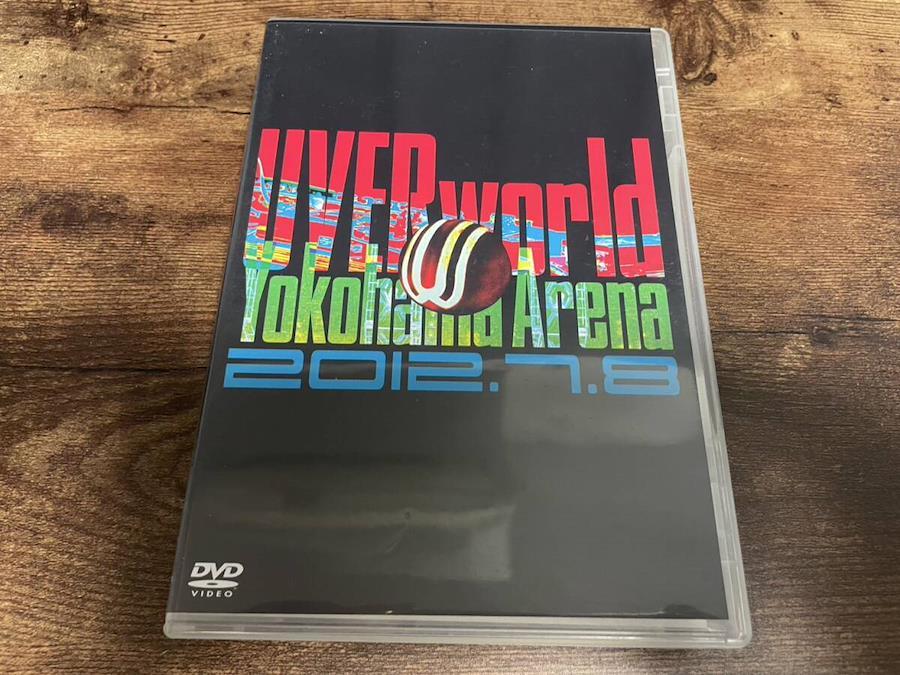 UVERworld
Yokohama Arena
2012.7.8
DVD
VIDEO